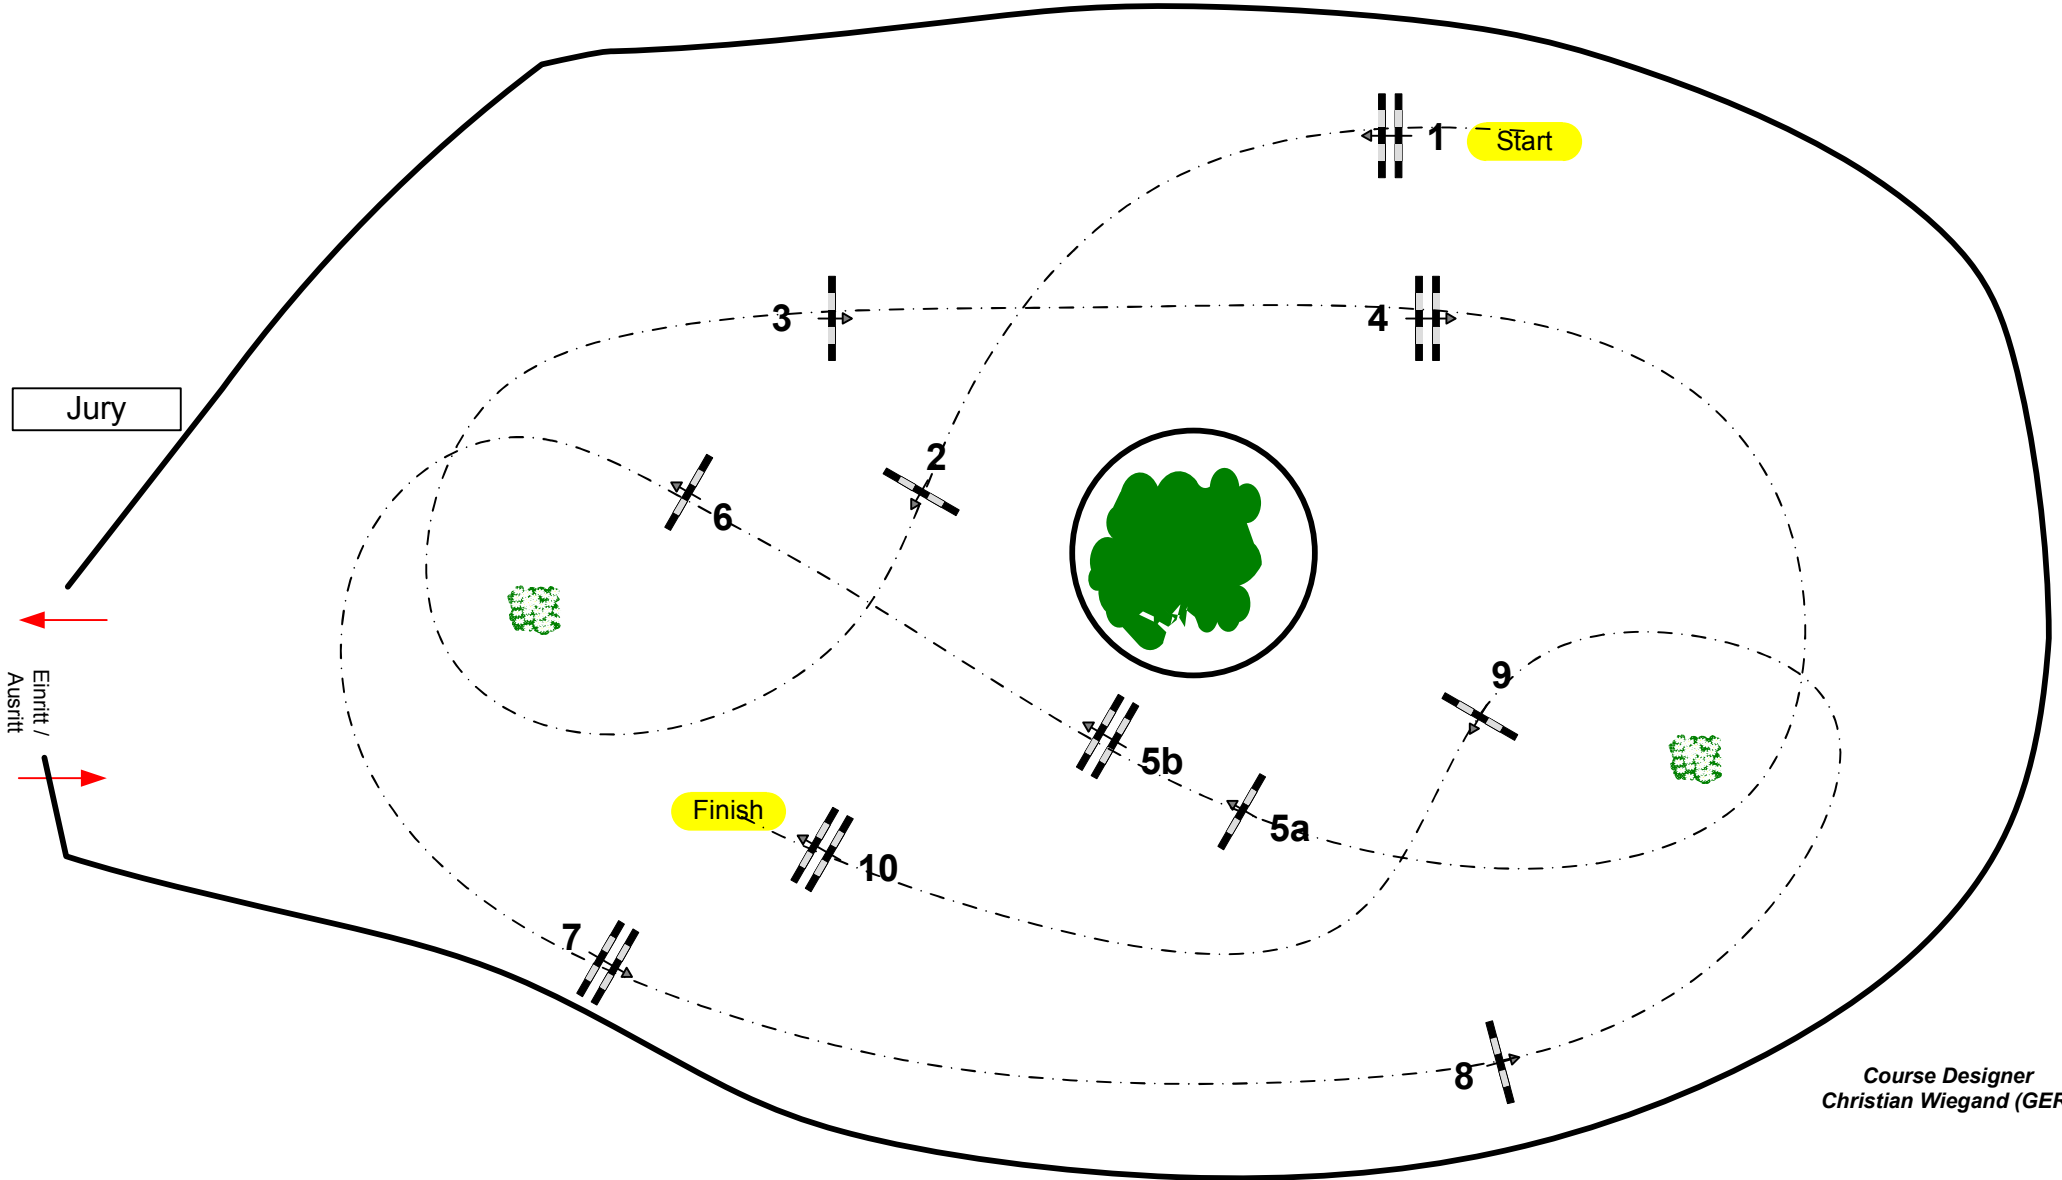 1
Start
3
4
Jury
2
6
Einritt /
Ausritt
9
5b
Finish
5a
10
7
8
Course Designer
Christian Wiegand (GER